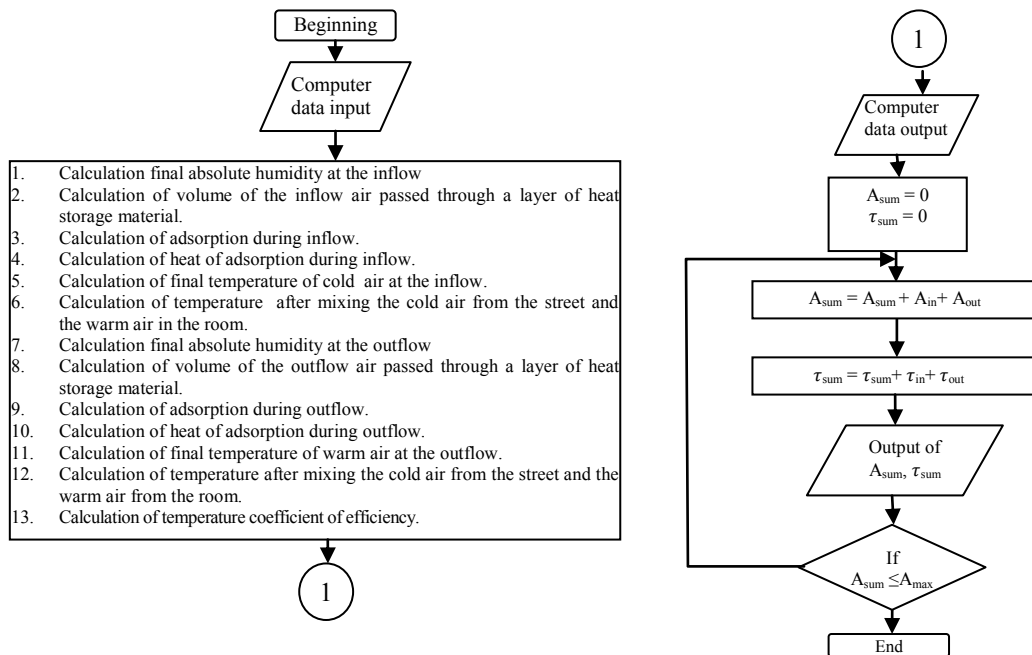 Beginning
Computer
data input
1. Calculation final absolute humidity at the inflow
2. Calculation of volume of the inflow air passed through a layer of heat
storage material.
3. Calculation of adsorption during inflow.
4. Calculation of heat of adsorption during inflow.
5. Calculation of final temperature of cold air at the inflow.
6. Calculation of temperature after mixing the cold air from the street and
the warm air in the room.
7. Calculation final absolute humidity at the outflow
8. Calculation of volume of the outflow air passed through a layer of heat
storage material.
9. Calculation of adsorption during outflow.
10. Calculation of heat of adsorption during outflow.
11. Calculation of final temperature of warm air at the outflow.
12. Calculation of temperature after mixing the cold air from the street and the
warm air from the room.
13. Calculation of temperature coefficient of efficiency.
1
1
Computer
data output
A_sum = 0
τ_sum = 0
A_sum = A_sum + A_in+ A_out
τ_sum = τ_sum+ τ_in+ τ_out
Output of
A_sum, τ_sum
If
A_sum ≤A_max
End